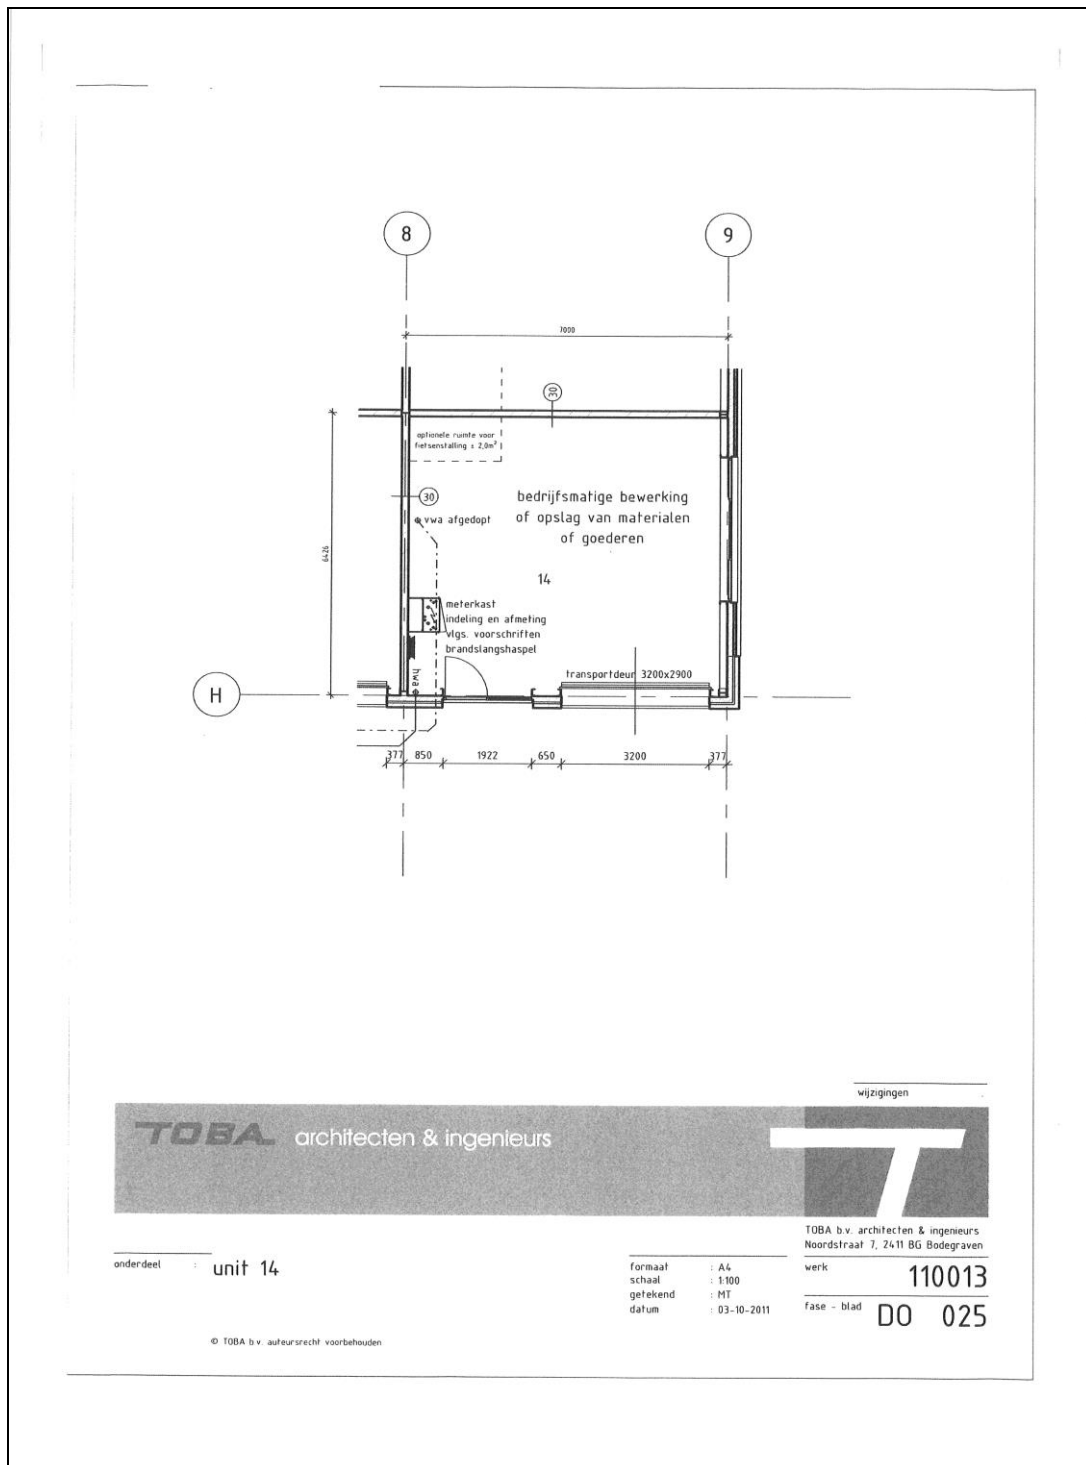 8
9
7000
30
optionele ruimte voor
fietsenstalling ± 2,0m²
30
bedrijfsmatige bewerking
of opslag van materialen
of goederen
vwa afgedopt
6426
14
meterkast
indeling en afmeting
vlgs. voorschriften
brandslangshaspel
hwa
transportdeur 3200x2900
H
377 850 1922 650 3200 377
wijzigingen
TOBA architecten & ingenieurs
T
TOBA b.v. architecten & ingenieurs
Noordstraat 7, 2411 BG Bodegraven
onderdeel : unit 14
formaat : A4
schaal : 1:100
getekend : MT
datum : 03-10-2011
werk 110013
fase - blad DO 025
© TOBA b.v. auteursrecht voorbehouden